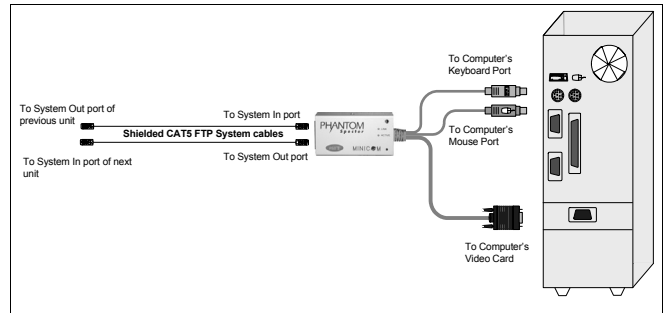 To Computer's
Keyboard Port
To System Out port of
previous unit
To System In port
Shielded CAT5 FTP System cables
To System In port of next
unit
To System Out port
PHANTOM
Specter
MINICOM
To Computer's
Mouse Port
To Computer's
Video Card